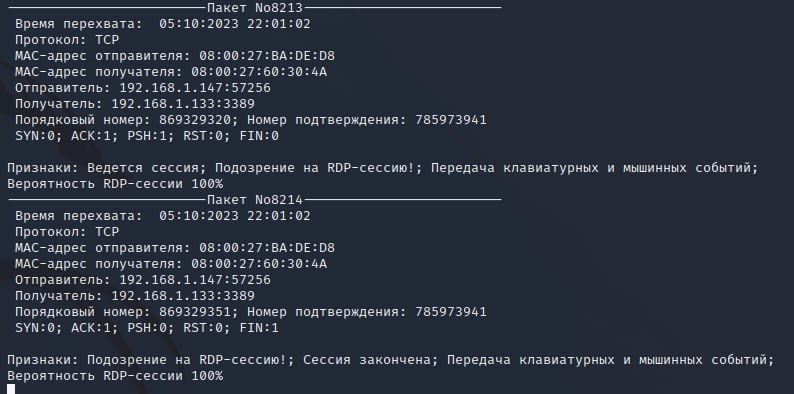 ————————————————————————Пакет No8213————————————————————————
Время перехвата:  05:10:2023 22:01:02
Протокол: TCP
MAC-адрес отправителя: 08:00:27:BA:DE:D8
MAC-адрес получателя: 08:00:27:60:30:4A
Отправитель: 192.168.1.147:57256
Получатель: 192.168.1.133:3389
Порядковый номер: 869329320; Номер подтверждения: 785973941
SYN:0; ACK:1; PSH:1; RST:0; FIN:0
Признаки: Ведется сессия; Подозрение на RDP-сессию!; Передача клавиатурных и мышинных событий;
Вероятность RDP-сессии 100%
————————————————————————Пакет No8214————————————————————————
Время перехвата:  05:10:2023 22:01:02
Протокол: TCP
MAC-адрес отправителя: 08:00:27:BA:DE:D8
MAC-адрес получателя: 08:00:27:60:30:4A
Отправитель: 192.168.1.147:57256
Получатель: 192.168.1.133:3389
Порядковый номер: 869329351; Номер подтверждения: 785973941
SYN:0; ACK:1; PSH:0; RST:0; FIN:1
Признаки: Подозрение на RDP-сессию!; Сессия закончена; Передача клавиатурных и мышинных событий;
Вероятность RDP-сессии 100%